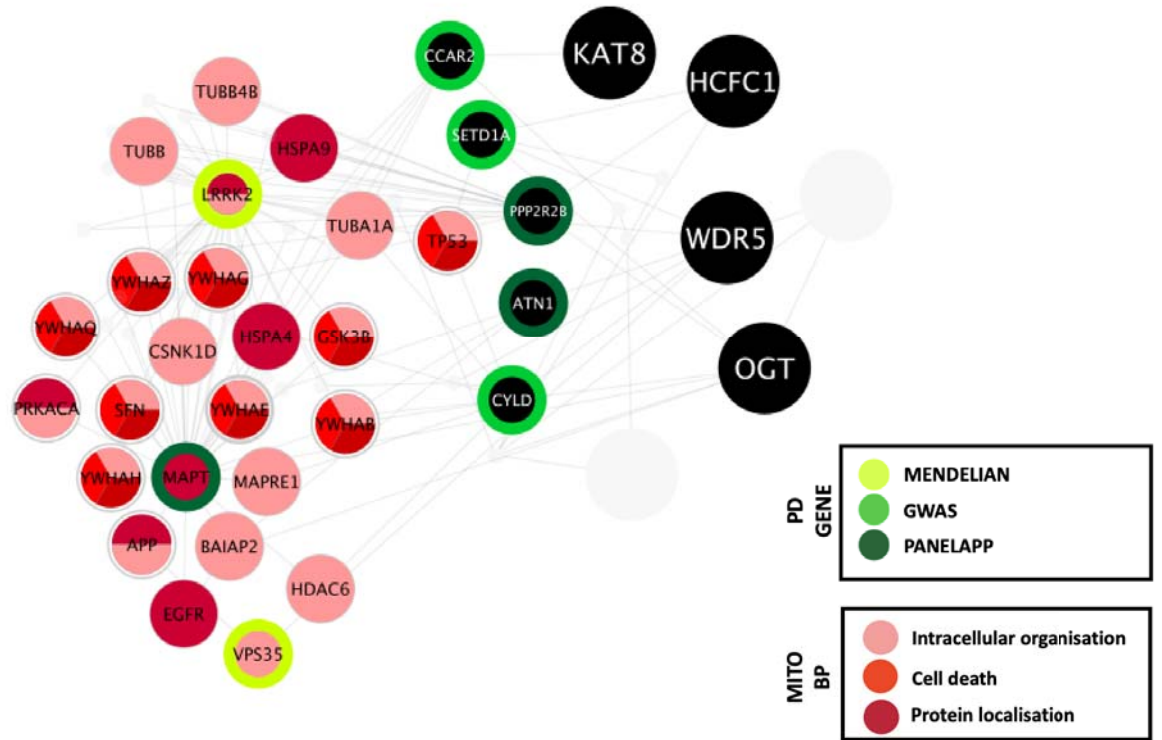 CCAR2
KAT8
HCFC1
TUBB4B
SETD1A
TUBB
HSPA9
LRRK2
PPP2R2B
TUBA1A
TP53
WDR5
YWHAZ
YWHAG
ATN1
YWHAQ
HSPA4
GSK3B
CSNK1D
OGT
PRKACA
SFN
YWHAE
YWHAB
CYLD
YWHAH
MAPT
MAPRE1
APP
BAIAP2
HDAC6
EGFR
VPS35
PD
GENE
MENDELIAN
GWAS
PANELAPP
MITO
BP
Intracellular organisation
Cell death
Protein localisation